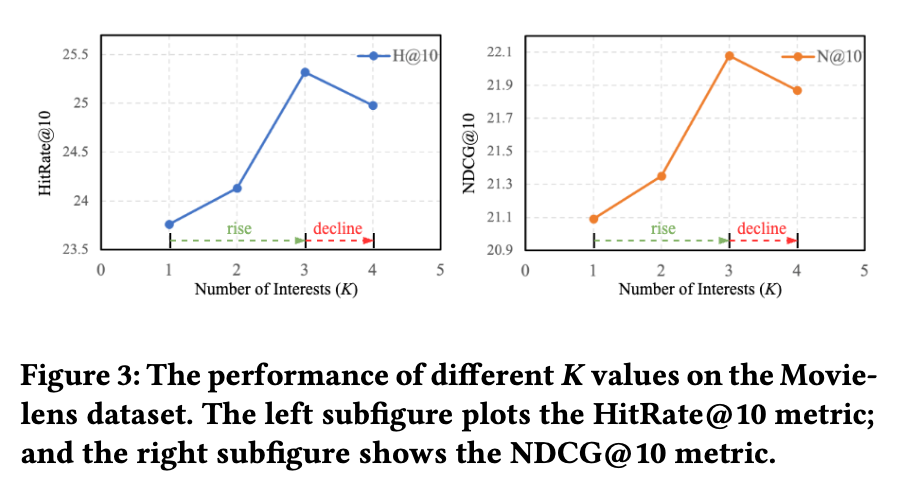 25.5
25
24.5
24
23.5
HitRate@10
H@10
rise
decline
0 1 2 3 4 5
Number of Interests (K)
22.1
21.9
21.7
21.5
21.3
21.1
20.9
NDCG@10
N@10
rise
decline
0 1 2 3 4 5
Number of Interests (K)
Figure 3: The performance of different K values on the Movie-
lens dataset. The left subfigure plots the HitRate@10 metric;
and the right subfigure shows the NDCG@10 metric.